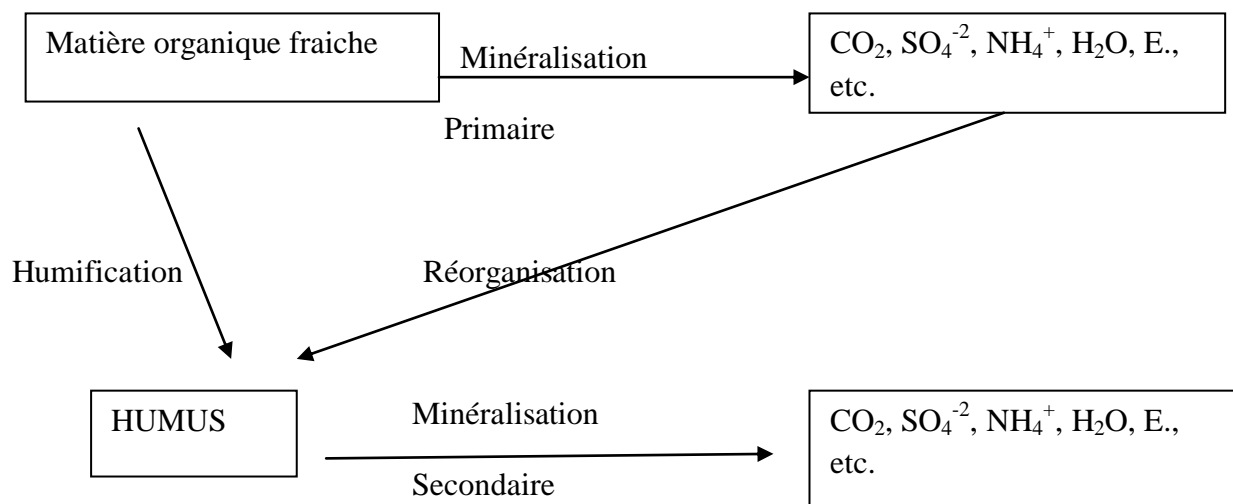 Matière organique fraiche
Minéralisation
Primaire
CO₂, SO₄⁻², NH₄⁺, H₂O, E.,
etc.
Humification
Réorganisation
HUMUS
Minéralisation
Secondaire
CO₂, SO₄⁻², NH₄⁺, H₂O, E.,
etc.